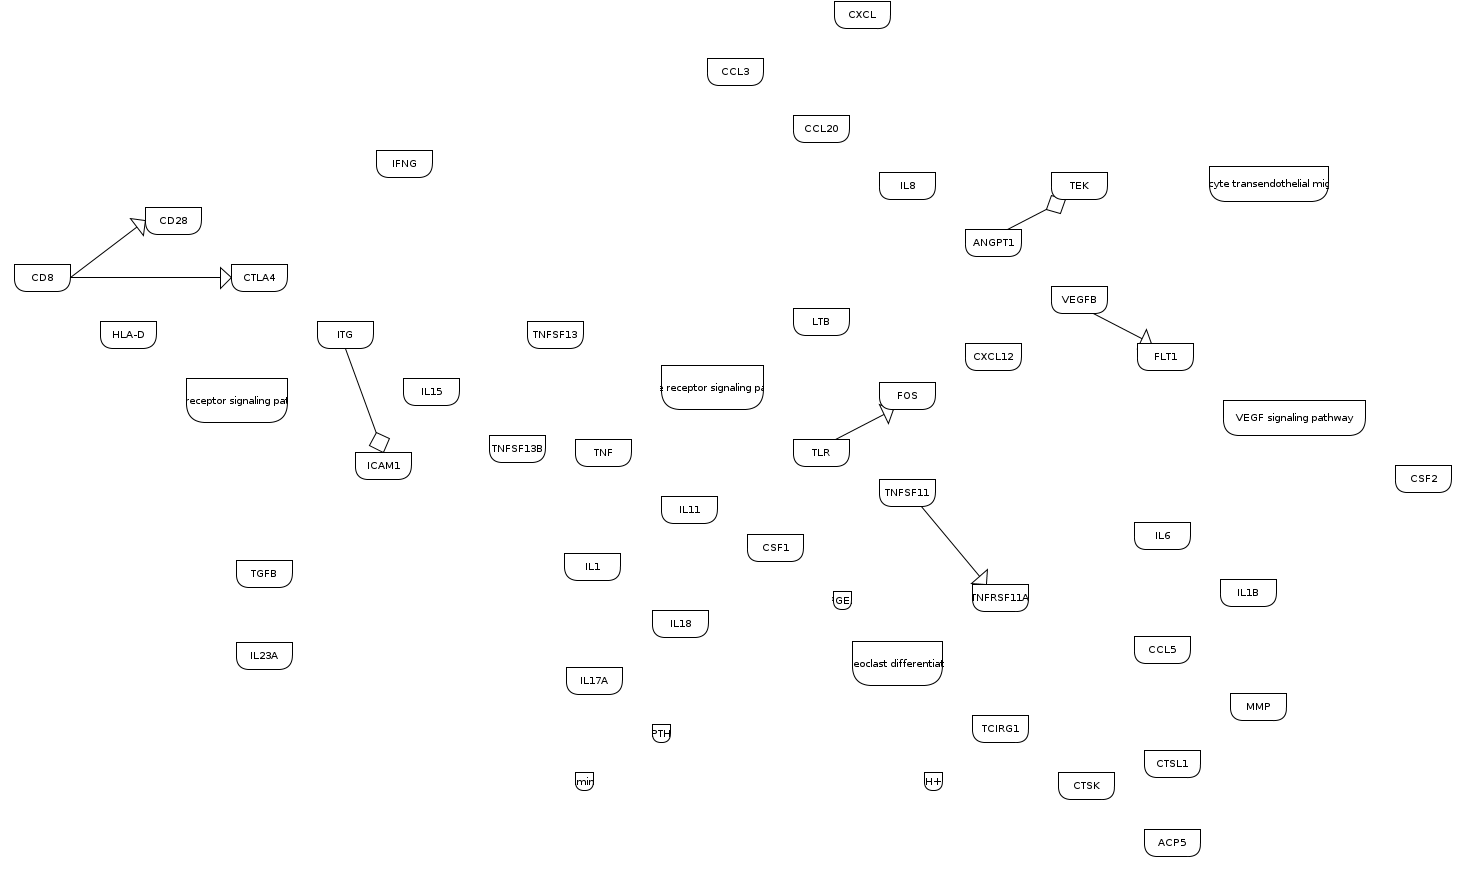 CXCL
CCL3
CCL20
IFNG
IL8
TEK
cyte transendothelial mig
CD28
ANGPT1
CD8
CTLA4
VEGFB
HLA-D
ITG
TNFSF13
LTB
CXCL12
FLT1
receptor signaling pat
IL15
e receptor signaling pa
FOS
VEGF signaling pathway
TNFSF13B
TNF
TLR
ICAM1
CSF2
TNFSF11
IL11
IL6
CSF1
IL1
TGFB
IL1B
GE
TNFRSF11A
IL18
IL23A
CCL5
eoclast differentiat
IL17A
MMP
PTH
TCIRG1
CTSL1
min
H+
CTSK
ACP5